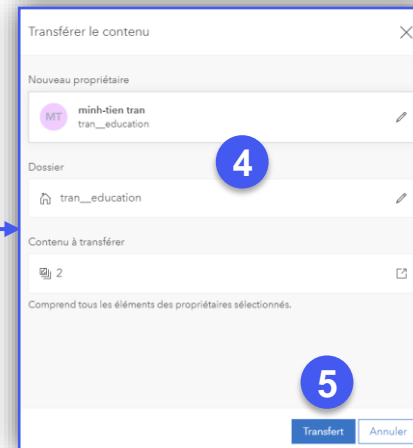 Transférer le contenu
Nouveau propriétaire
MT
minh-tien tran
tran__education
4
Dossier
tran__education
Contenu à transférer
2
Comprend tous les éléments des propriétaires sélectionnés.
5
Transfert
Annuler